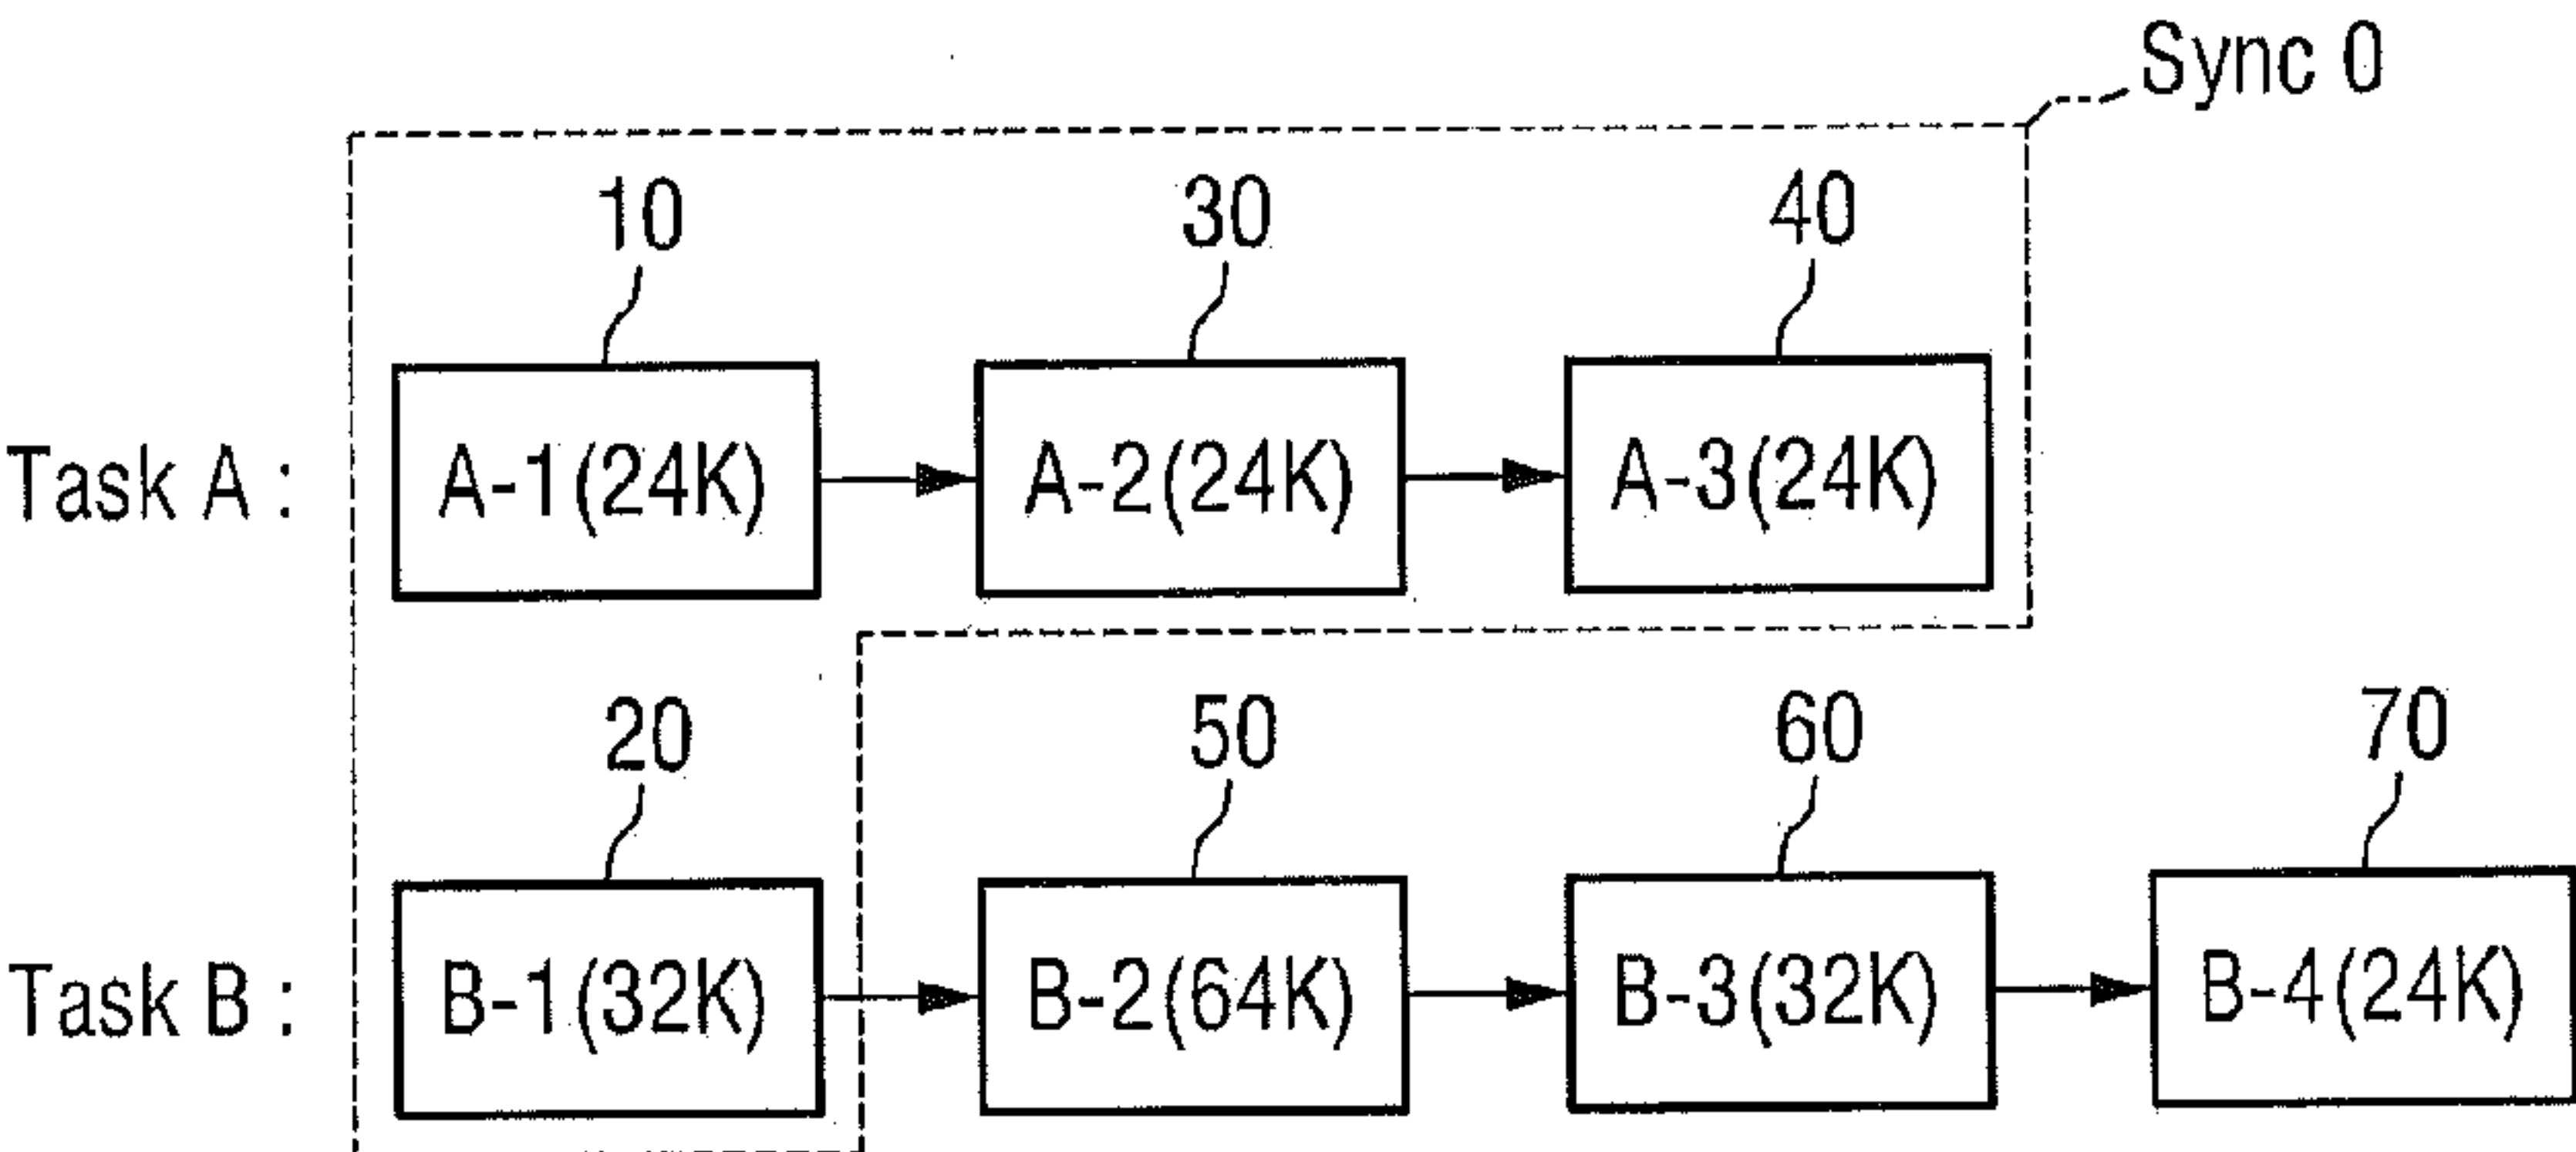 Sync 0
10 30 40
Task A : A-1(24K) A-2(24K) A-3(24K)
20 50 60 70
Task B : B-1(32K) B-2(64K) B-3(32K) B-4(24K)